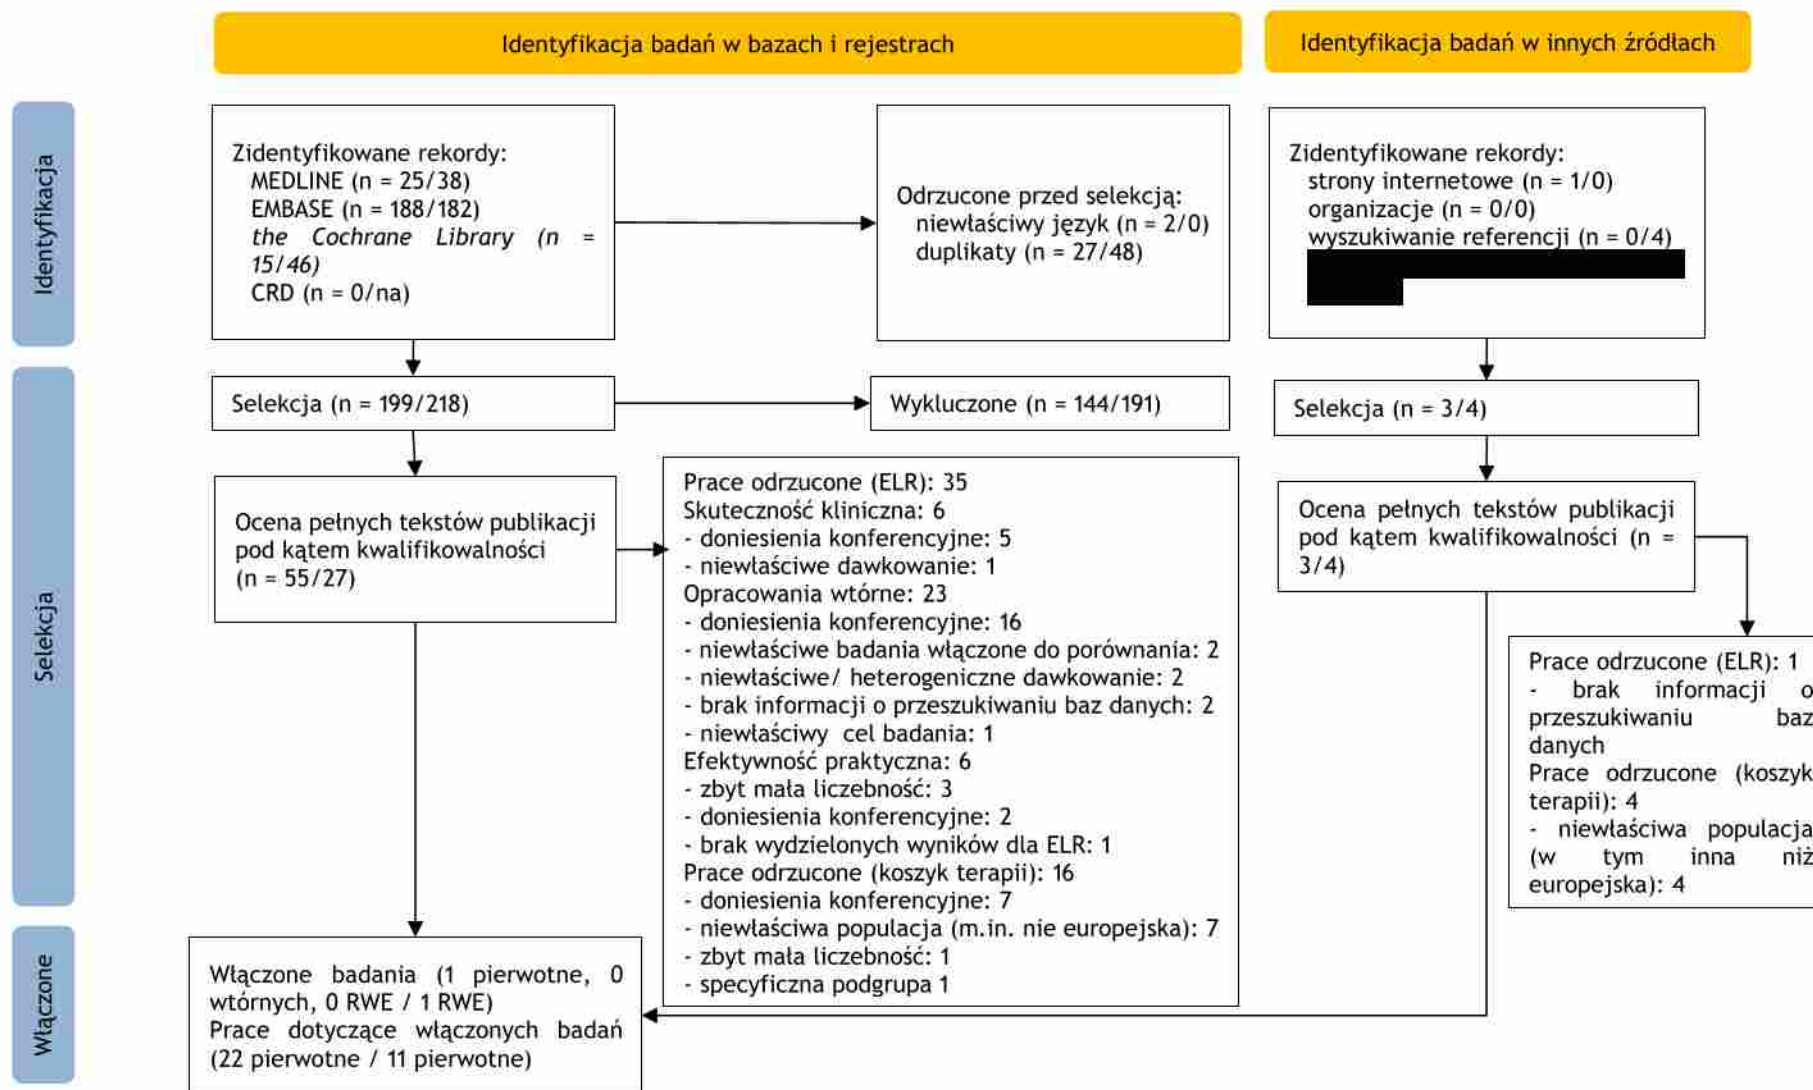 Identyfikacja badań w bazach i rejestrach
Identyfikacja badań w innych źródłach
Identyfikacja
Zidentyfikowane rekordy:
MEDLINE (n = 25/38)
EMBASE (n = 188/182)
the Cochrane Library (n =
15/46)
CRD (n = 0/na)
Odrzucone przed selekcją:
niewłaściwy język (n = 2/0)
duplikaty (n = 27/48)
Zidentyfikowane rekordy:
strony internetowe (n = 1/0)
organizacje (n = 0/0)
wyszukiwanie referencji (n = 0/4)
Selekcja
Selekcja (n = 199/218)
Wykluczone (n = 144/191)
Selekcja (n = 3/4)
Ocena pełnych tekstów publikacji
pod kątem kwalifikowalności
(n = 55/27)
Prace odrzucone (ELR): 35
Skuteczność kliniczna: 6
- doniesienia konferencyjne: 5
- niewłaściwe dawkowanie: 1
Opracowania wtórne: 23
- doniesienia konferencyjne: 16
- niewłaściwe badania włączone do porównania: 2
- niewłaściwe/ heterogeniczne dawkowanie: 2
- brak informacji o przeszukiwaniu baz danych: 2
- niewłaściwy cel badania: 1
Efektywność praktyczna: 6
- zbyt mała liczebność: 3
- doniesienia konferencyjne: 2
- brak wydzielonych wyników dla ELR: 1
Prace odrzucone (koszyk terapii): 16
- doniesienia konferencyjne: 7
- niewłaściwa populacja (m.in. nie europejska): 7
- zbyt mała liczebność: 1
- specyficzna podgrupa 1
Ocena pełnych tekstów publikacji
pod kątem kwalifikowalności (n =
3/4)
Prace odrzucone (ELR): 1
- brak informacji o
przeszukiwaniu baz
danych
Prace odrzucone (koszyk
terapii): 4
- niewłaściwa populacja
(w tym inna niż
europejska): 4
Włączone
Włączone badania (1 pierwotne, 0
wtórnych, 0 RWE / 1 RWE)
Prace dotyczące włączonych badań
(22 pierwotne / 11 pierwotne)